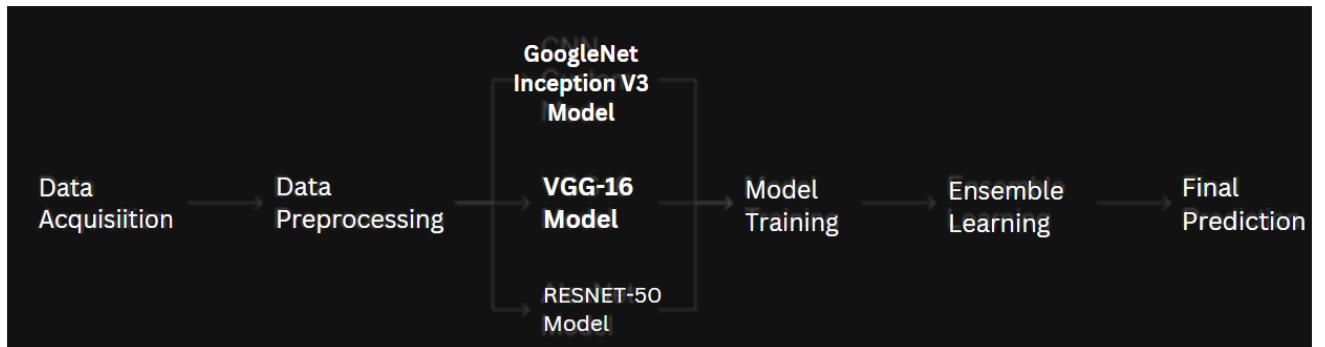 GoogleNet
Inception V3
Model
Data
Acquisiition
Data
Preprocessing
VGG-16
Model
Model
Training
Ensemble
Learning
Final
Prediction
RESNET-50
Model